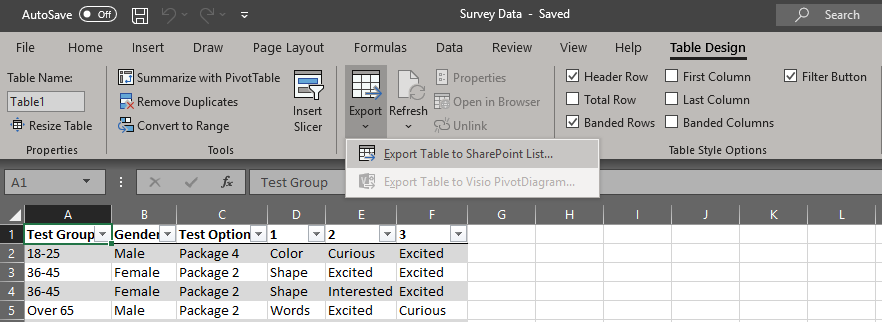 AutoSave Off Survey Data - Saved Search
File Home Insert Draw Page Layout Formulas Data Review View Help Table Design
Table Name: Summarize with PivotTable Properties Header Row First Column Filter Button
Table1 Remove Duplicates Insert Slicer Export Refresh Open in Browser Total Row Last Column
Resize Table Convert to Range Unlink Banded Rows Banded Columns
Properties Tools Table Style Options
Export Table to SharePoint List...
Export Table to Visio PivotDiagram...
A1 fx Test Group
A B C D E F G H I J K L
1 Test Group Gender Test Option 1 2 3
2 18-25 Male Package 4 Color Curious Excited
3 36-45 Female Package 2 Shape Excited Excited
4 36-45 Female Package 2 Shape Interested Excited
5 Over 65 Male Package 2 Words Excited Curious